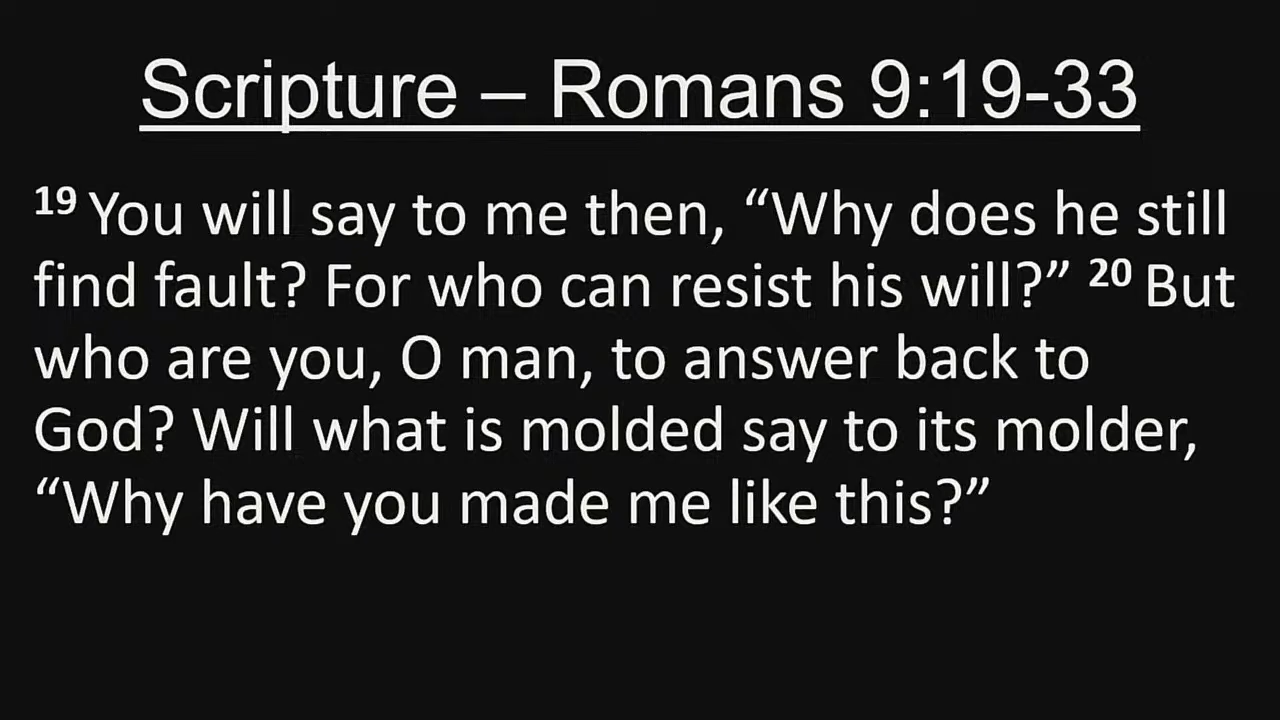 Scripture – Romans 9:19-33
19 You will say to me then, “Why does he still
find fault? For who can resist his will?” 20 But
who are you, O man, to answer back to
God? Will what is molded say to its molder,
“Why have you made me like this?”